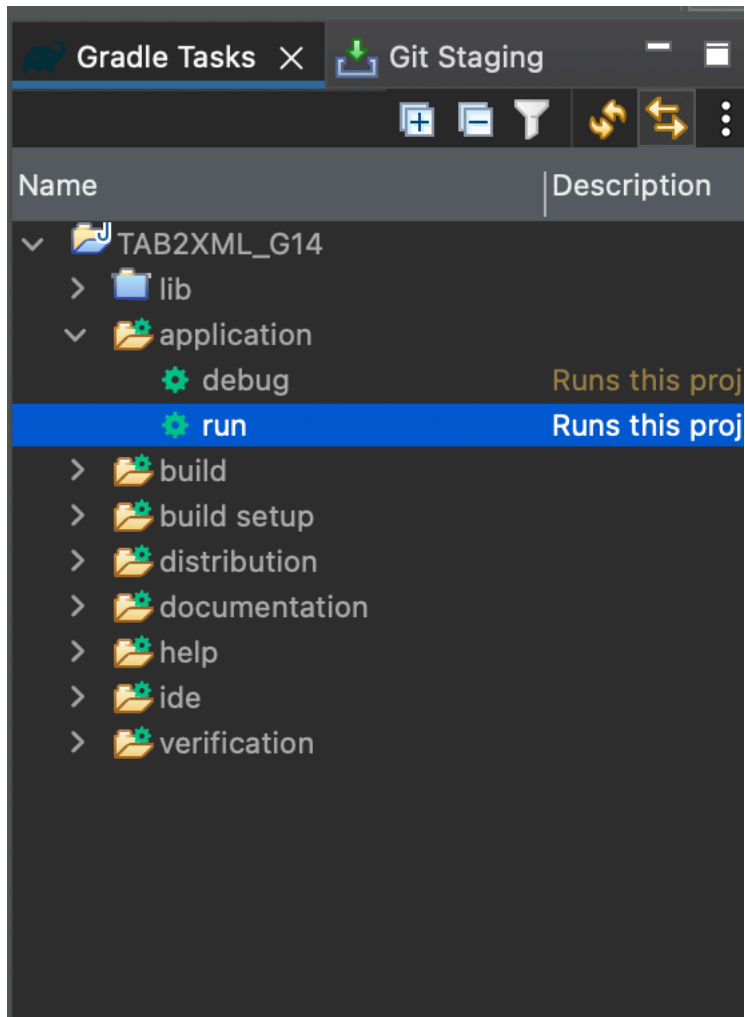 Gradle Tasks Git Staging
Name Description
TAB2XML_G14
lib
application
debug Runs this proj
run Runs this proj
build
build setup
distribution
documentation
help
ide
verification